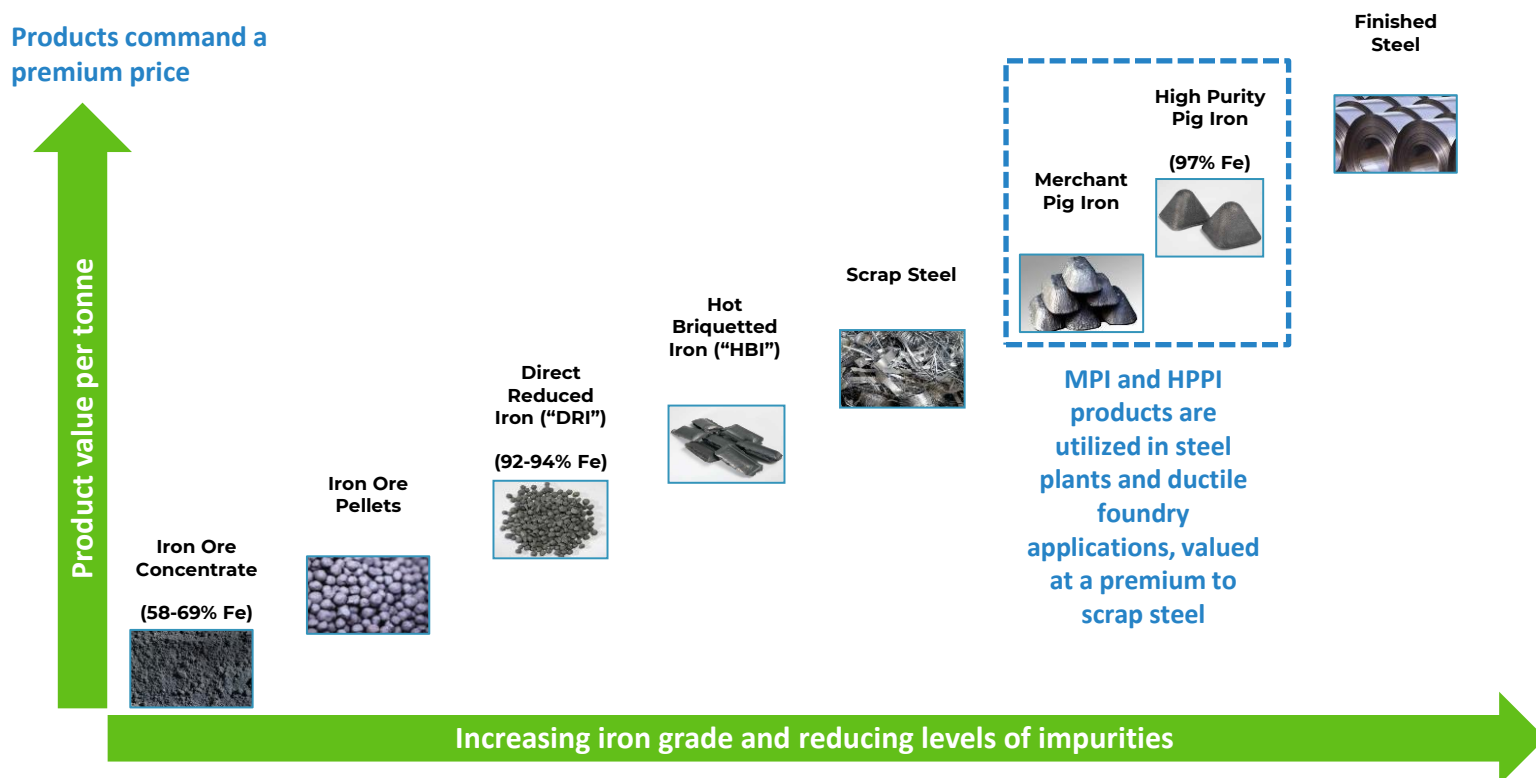 Products command a
premium price
Product value per tonne
Iron Ore
Concentrate
(58-69% Fe)
Iron Ore
Pellets
Direct
Reduced
Iron (“DRI”)
(92-94% Fe)
Hot
Briquetted
Iron (“HBI”)
Scrap Steel
Merchant
Pig Iron
High Purity
Pig Iron
(97% Fe)
Finished
Steel
MPI and HPPI
products are
utilized in steel
plants and ductile
foundry
applications, valued
at a premium to
scrap steel
Increasing iron grade and reducing levels of impurities